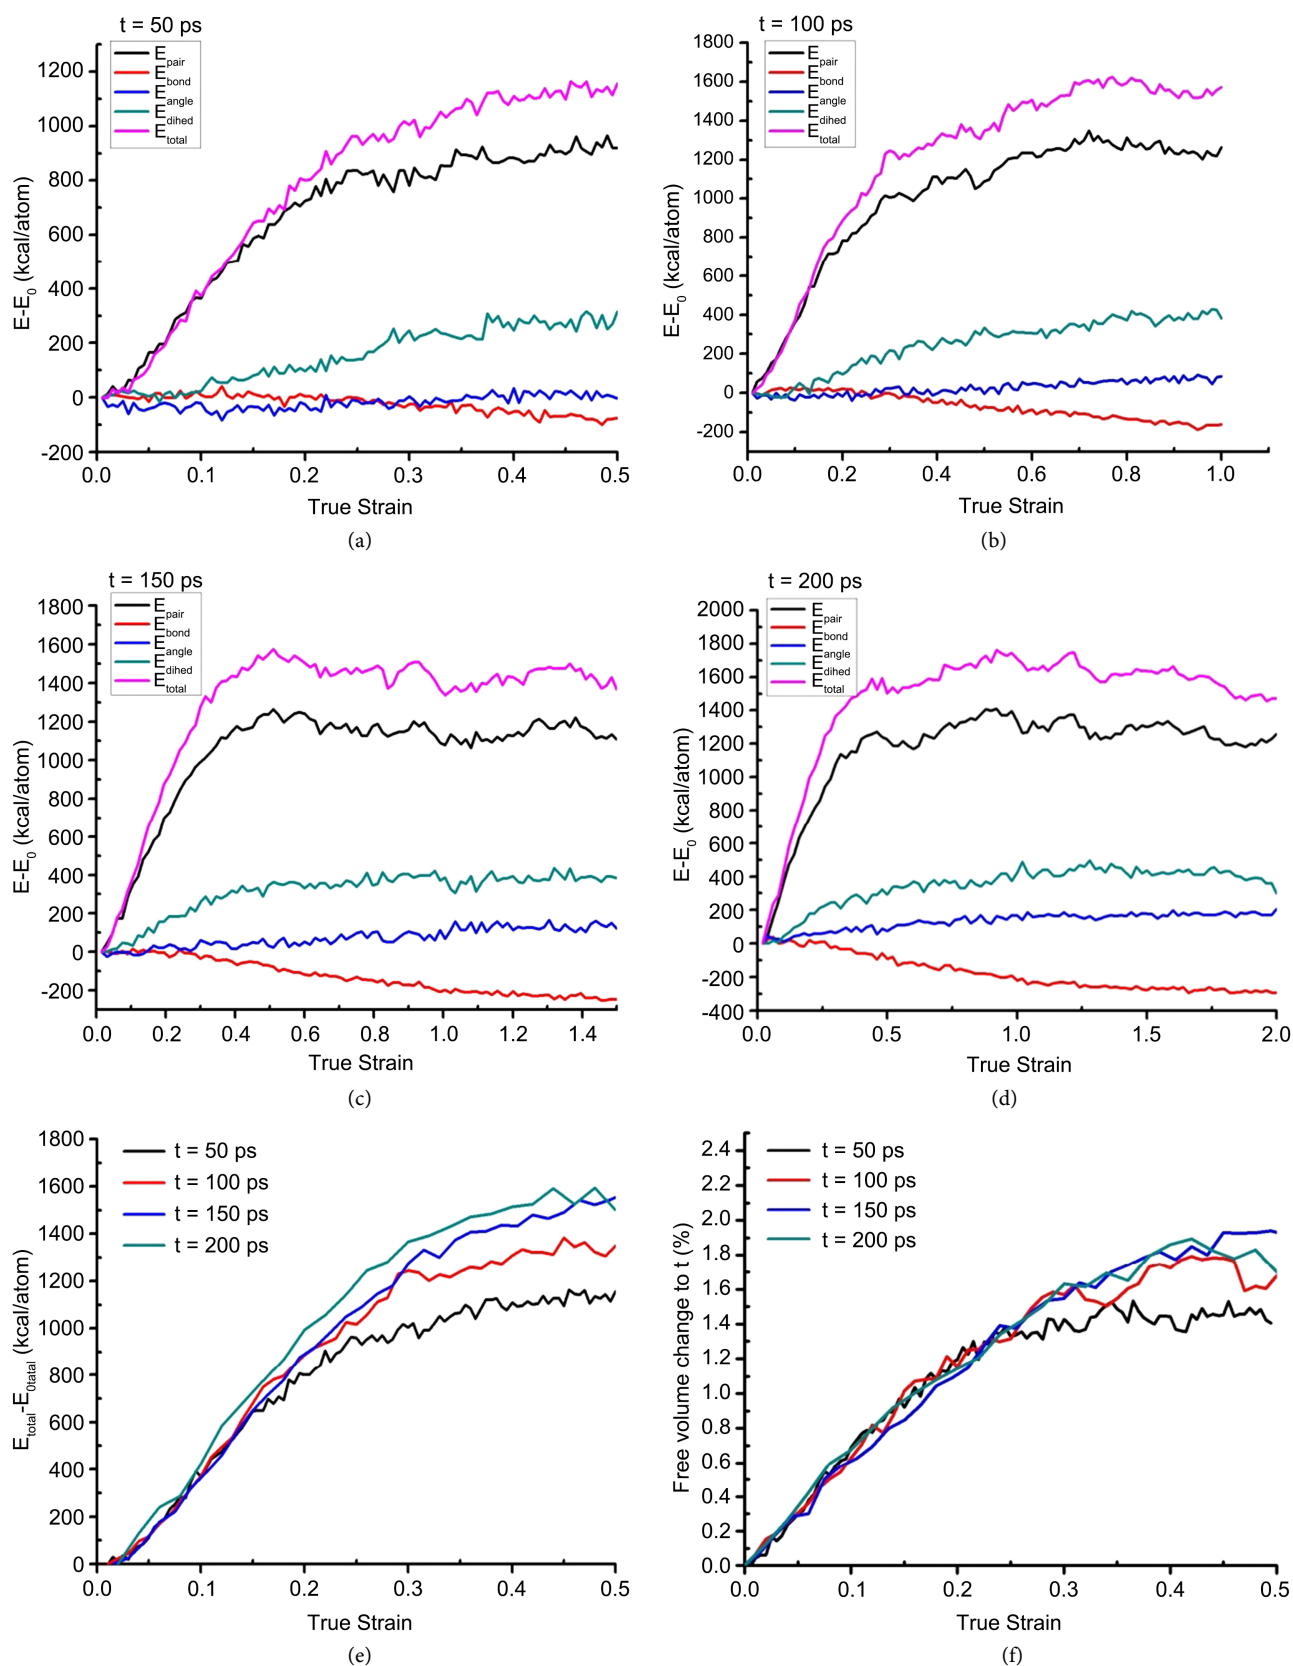 t = 50 ps
E_pair
E_bond
E_angle
E_dihed
E_total
1200
1000
800
600
400
200
0
-200
E-E_0 (kcal/atom)
0.0 0.1 0.2 0.3 0.4 0.5
True Strain
(a)
t = 100 ps
E_pair
E_bond
E_angle
E_dihed
E_total
1800
1600
1400
1200
1000
800
600
400
200
0
-200
E-E_0 (kcal/atom)
0.0 0.2 0.4 0.6 0.8 1.0
True Strain
(b)
t = 150 ps
E_pair
E_bond
E_angle
E_dihed
E_total
1800
1600
1400
1200
1000
800
600
400
200
0
-200
E-E_0 (kcal/atom)
0.0 0.2 0.4 0.6 0.8 1.0 1.2 1.4
True Strain
(c)
t = 200 ps
E_pair
E_bond
E_angle
E_dihed
E_total
2000
1800
1600
1400
1200
1000
800
600
400
200
0
-200
-400
E-E_0 (kcal/atom)
0.0 0.5 1.0 1.5 2.0
True Strain
(d)
t = 50 ps
t = 100 ps
t = 150 ps
t = 200 ps
1800
1600
1400
1200
1000
800
600
400
200
0
E_total-E_0tatal (kcal/atom)
0.0 0.1 0.2 0.3 0.4 0.5
True Strain
(e)
t = 50 ps
t = 100 ps
t = 150 ps
t = 200 ps
2.4
2.2
2.0
1.8
1.6
1.4
1.2
1.0
0.8
0.6
0.4
0.2
0.0
Free volume change to t (%)
0.0 0.1 0.2 0.3 0.4 0.5
True Strain
(f)